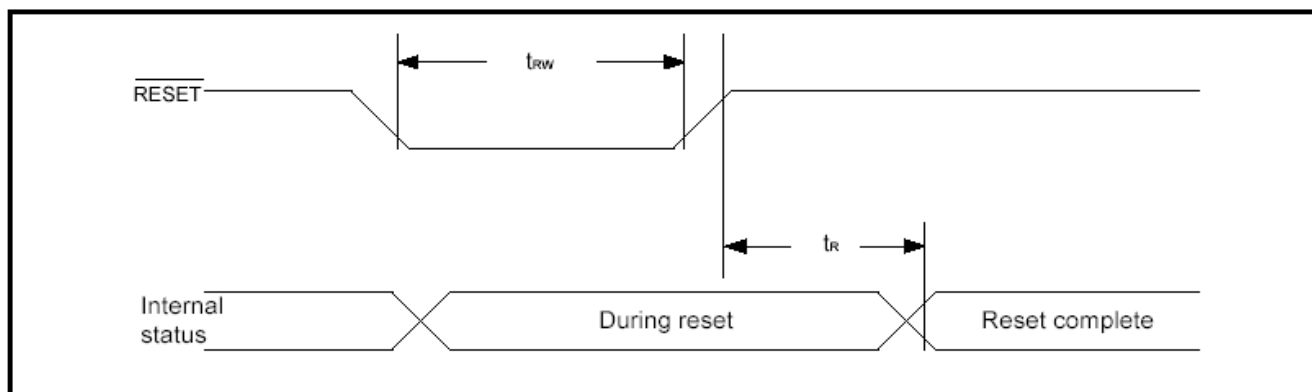 tRW
RESET
tR
Internal
status
During reset
Reset complete